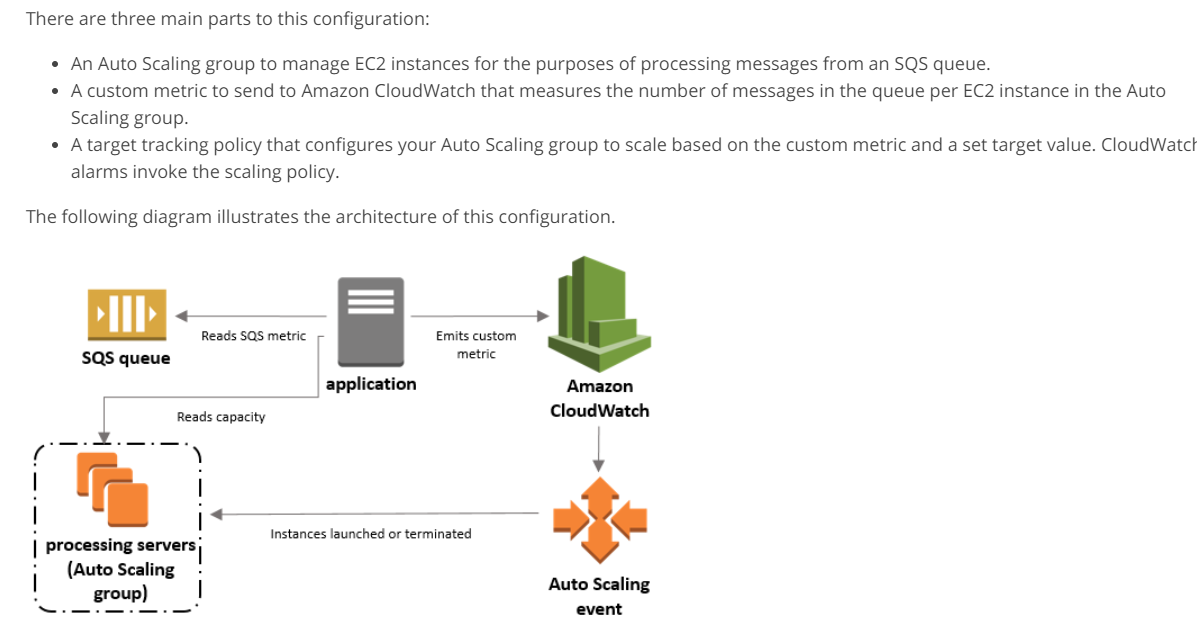 There are three main parts to this configuration:
• An Auto Scaling group to manage EC2 instances for the purposes of processing messages from an SQS queue.
• A custom metric to send to Amazon CloudWatch that measures the number of messages in the queue per EC2 instance in the Auto
Scaling group.
• A target tracking policy that configures your Auto Scaling group to scale based on the custom metric and a set target value. CloudWatch
alarms invoke the scaling policy.
The following diagram illustrates the architecture of this configuration.
Reads SQS metric
Emits custom
metric
SQS queue
application
Amazon
CloudWatch
Reads capacity
Instances launched or terminated
processing servers
(Auto Scaling
group)
Auto Scaling
event